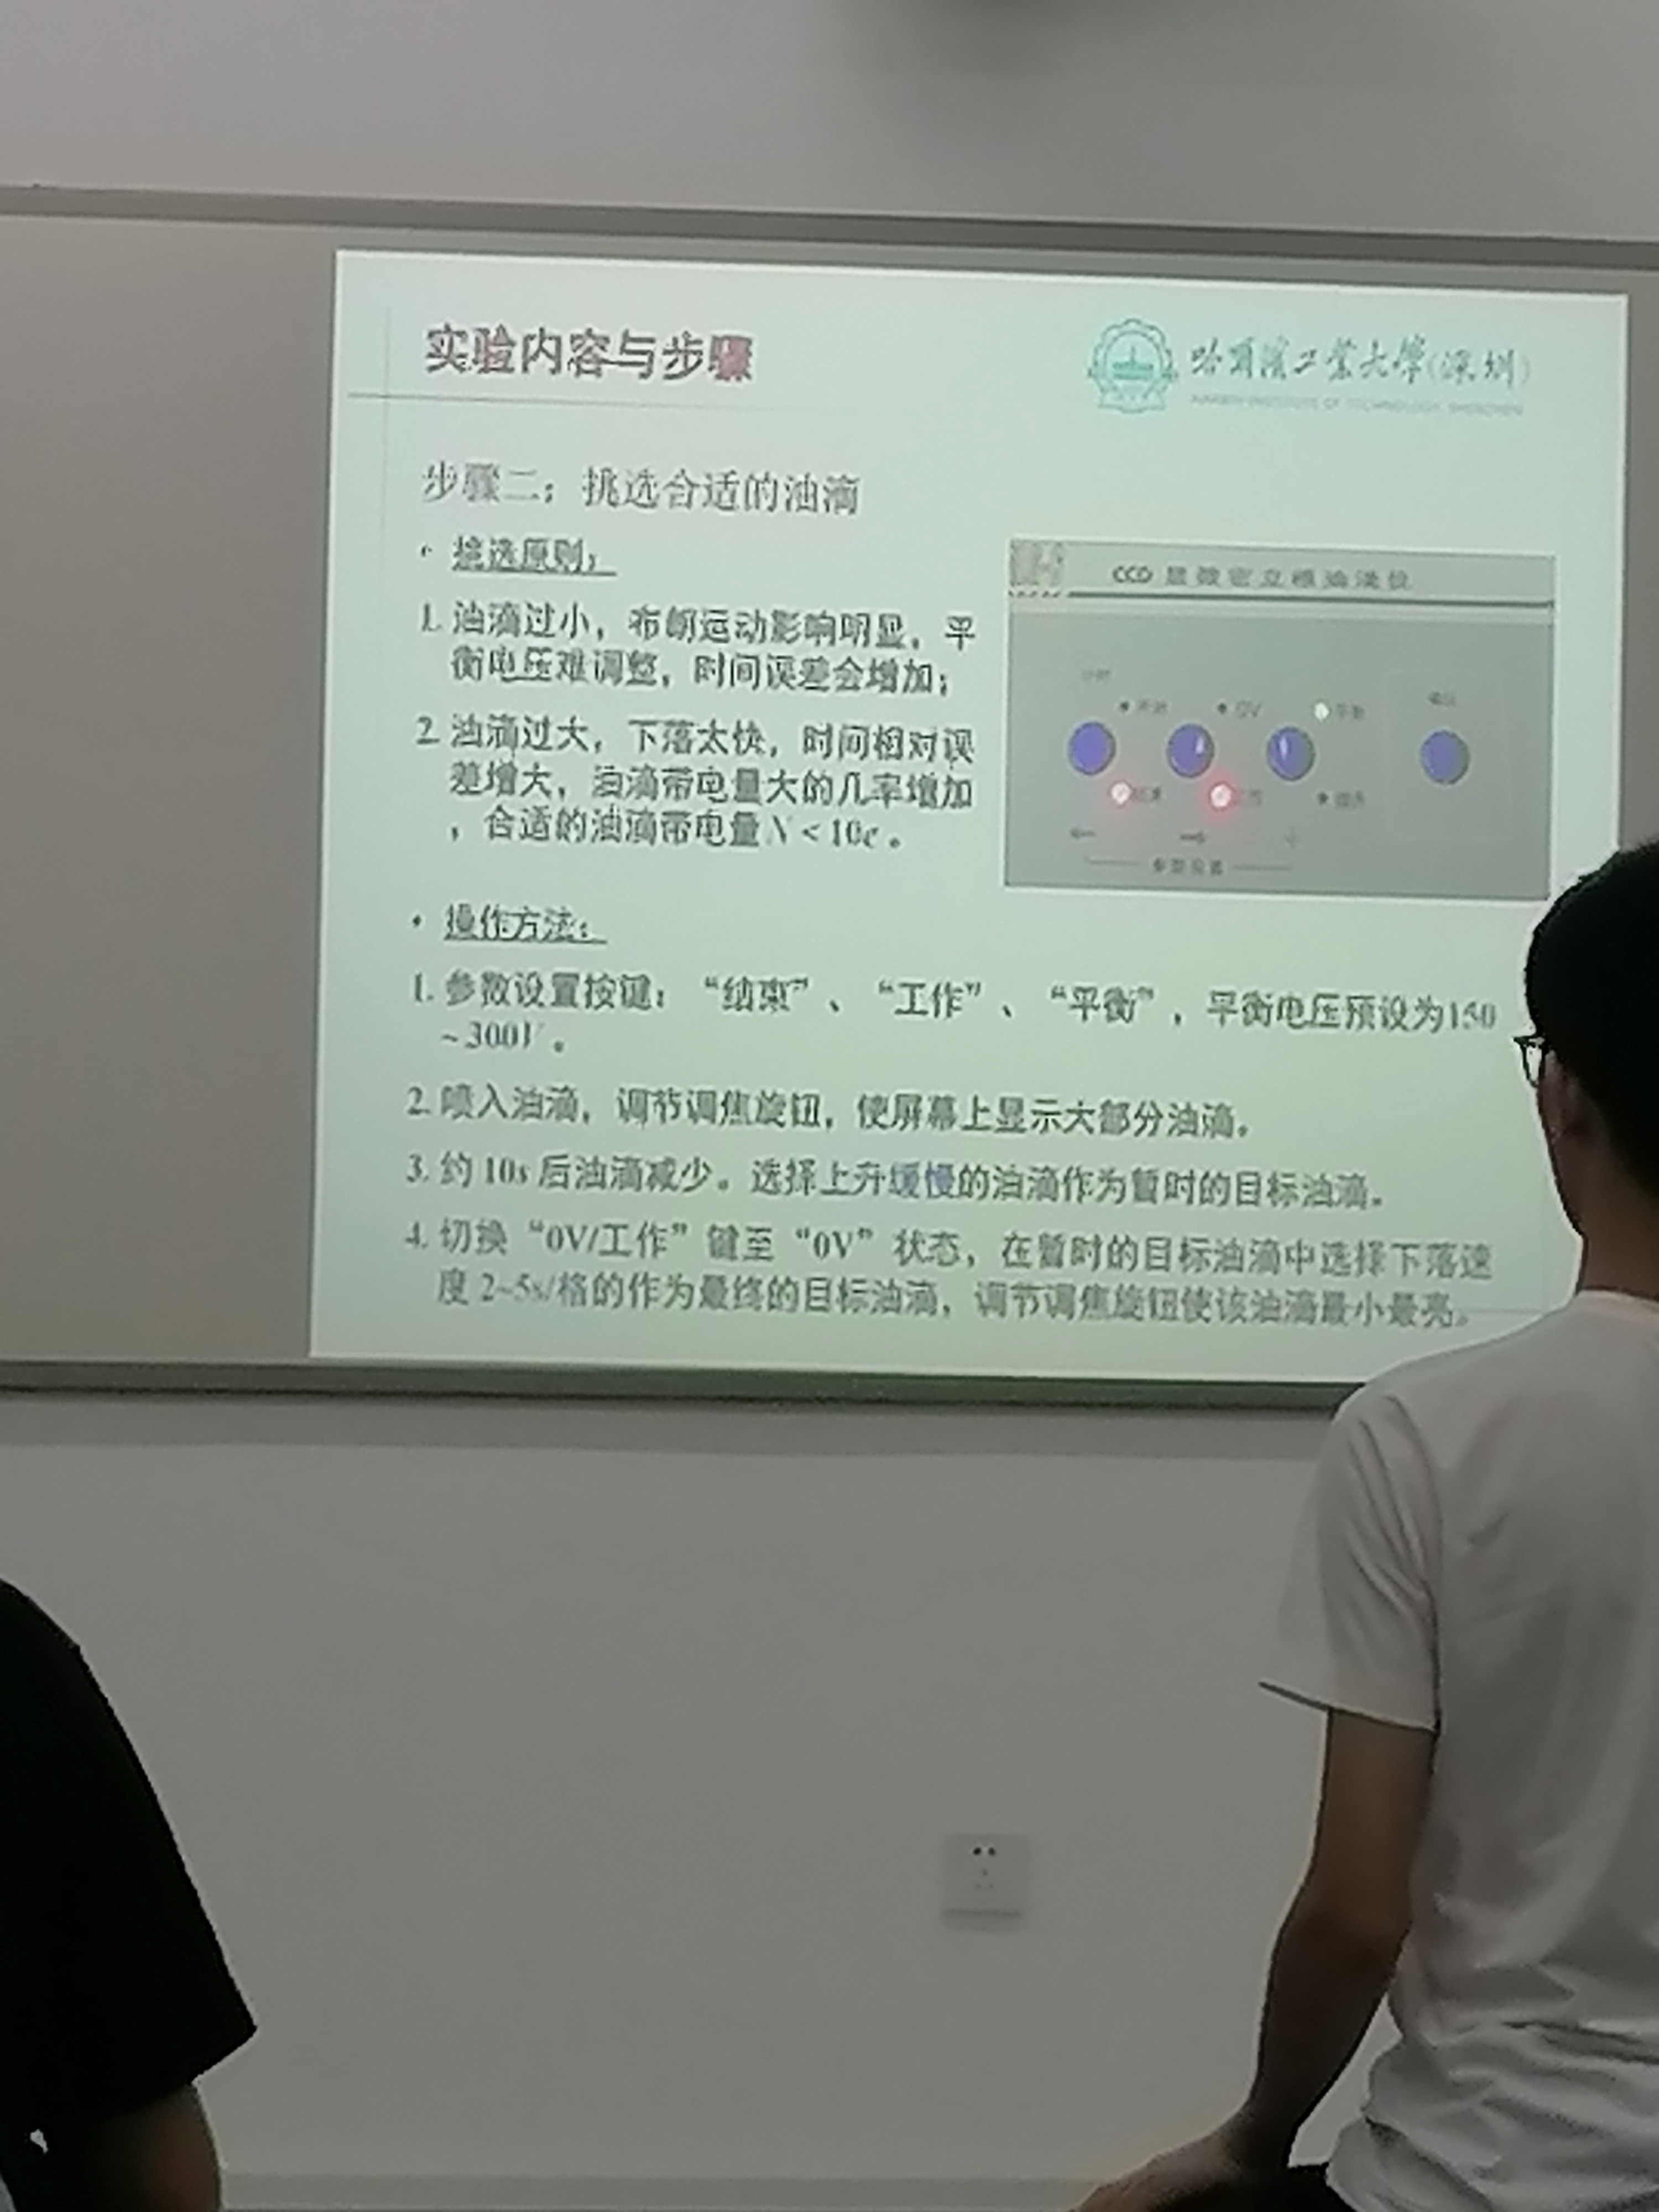 实验内容与步骤
哈尔滨工业大学(深圳)
HARBIN INSTITUTE OF TECHNOLOGY, SHENZHEN
步骤二：挑选合适的油滴
• 挑选原则：
1. 油滴过小，布朗运动影响明显，平
衡电压难调整，时间误差会增加；
2. 油滴过大，下落太快，时间相对误
差增大，油滴带电量大的几率增加
，合适的油滴带电量N < 10e。
CCD 显微密立根油滴仪
计时
开始
0V
平衡
结束
工作
提升
← → ↓
参数设置
• 操作方法：
1. 参数设置按键：“结束”、“工作”、“平衡”，平衡电压预设为150
~300V。
2. 喷入油滴，调节调焦旋钮，使屏幕上显示大部分油滴。
3. 约 10s 后油滴减少。选择上升缓慢的油滴作为暂时的目标油滴。
4. 切换“0V/工作”键至“0V”状态，在暂时的目标油滴中选择下落速
度 2~5s/格的作为最终的目标油滴，调节调焦旋钮使该油滴最小最亮。